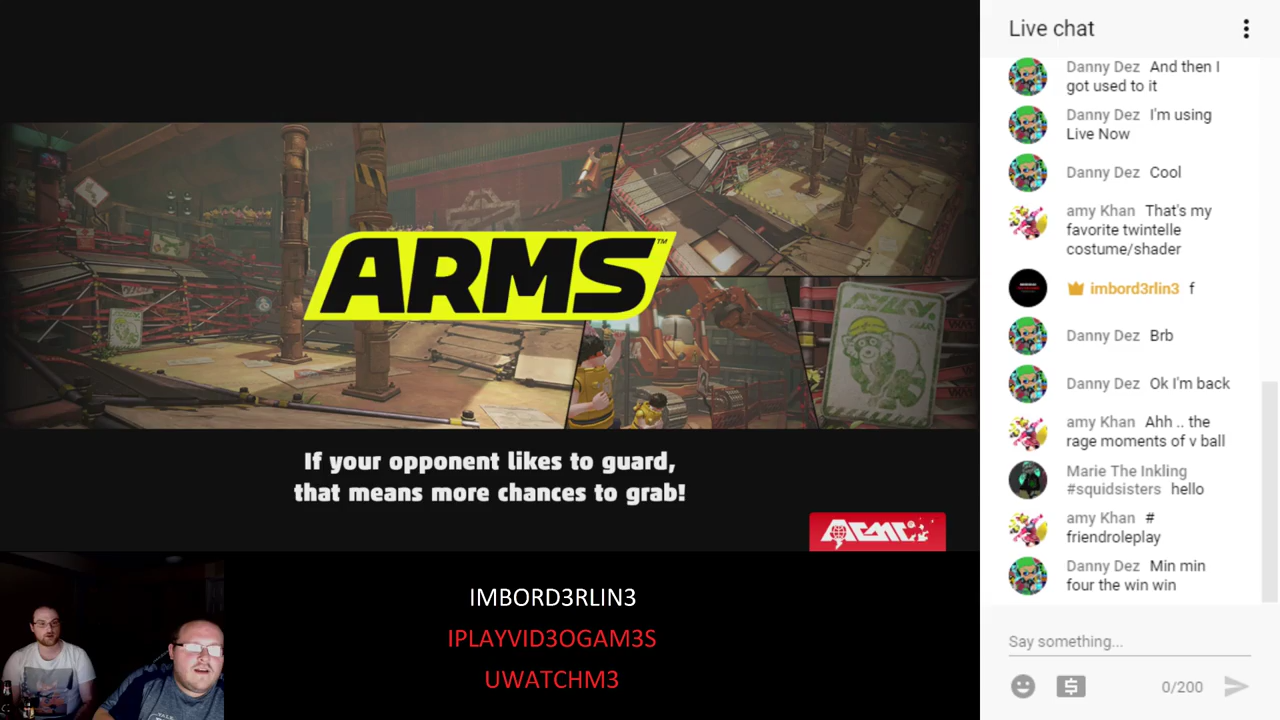 ARMS™
If your opponent likes to guard,
that means more chances to grab!
IMBORD3RLIN3
IPLAYVID3OGAM3S
UWATCHM3
Live chat
Danny Dez And then I
got used to it
Danny Dez I'm using
Live Now
Danny Dez Cool
amy Khan That's my
favorite twintelle
costume/shader
imbord3rlin3 f
Danny Dez Brb
Danny Dez Ok I'm back
amy Khan Ahh .. the
rage moments of v ball
Marie The Inkling
#squidsisters hello
amy Khan #
friendroleplay
Danny Dez Min min
four the win win
Say something...
0/200